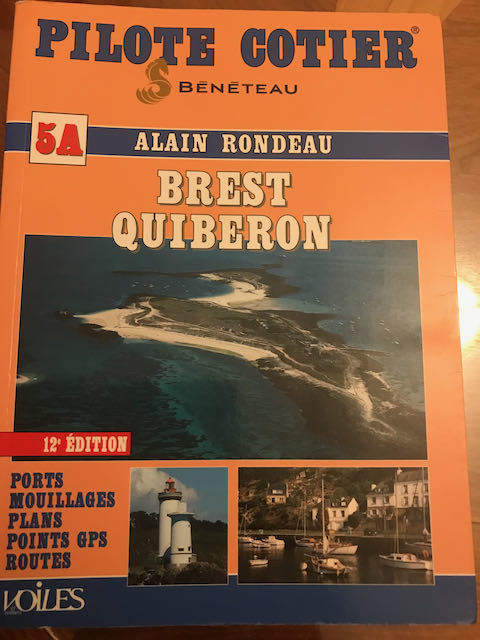 PILOTE COTIER®
BÉNÉTEAU
5A
ALAIN RONDEAU
BREST
QUIBERON
12e ÉDITION
PORTS
MOUILLAGES
PLANS
POINTS GPS
ROUTES
VOILES